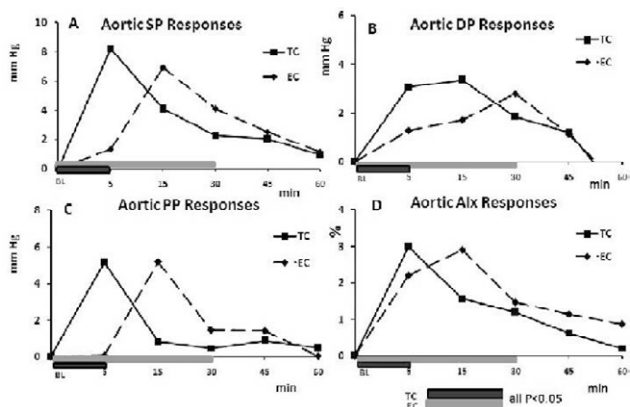 A Aortic SP Responses
mm Hg
10
8
6
4
2
0
TC
EC
BL 5 15 30 45 60
min
B Aortic DP Responses
mm Hg
6
4
2
0
TC
EC
BL 5 15 30 45 60
min
C Aortic PP Responses
mm Hg
8
6
4
2
0
TC
EC
BL 5 15 30 45 60
min
D Aortic AIx Responses
%
4
3
2
1
0
TC
EC
BL 5 15 30 45 60
min
TC
EC
all P<0.05